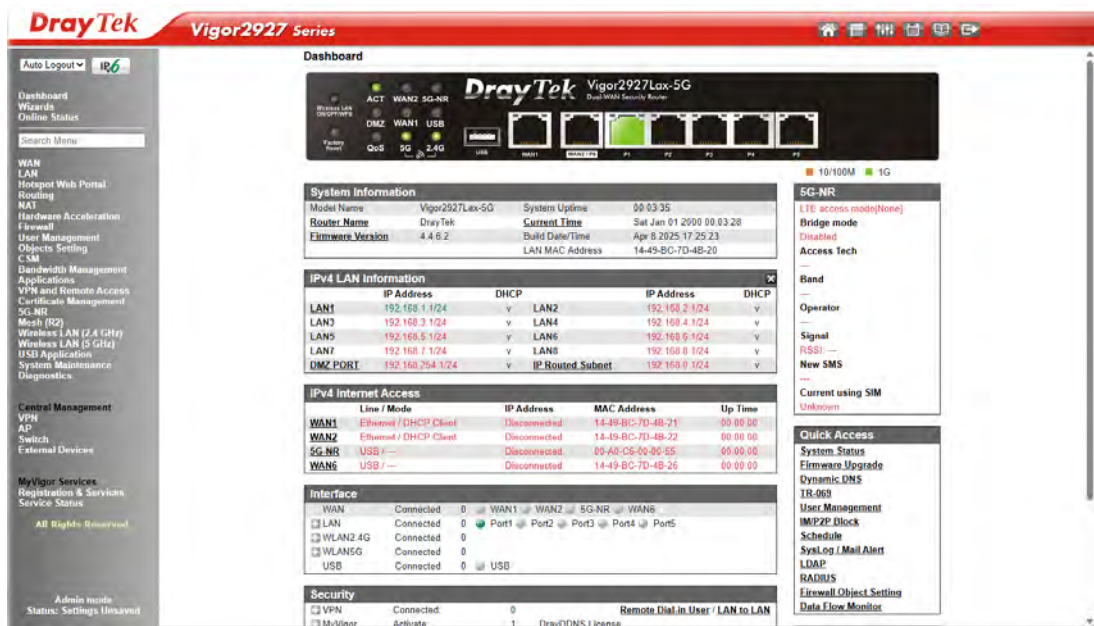 DrayTek
Vigor2927 Series
Auto Logout
IPv6
Dashboard
Wizards
Online Status
Search Menu
WAN
LAN
Hotspot Web Portal
Routing
NAT
Hardware Acceleration
Firewall
User Management
Objects Setting
CSM
Bandwidth Management
Applications
VPN and Remote Access
Certificate Management
5G-NR
Mesh (R2)
Wireless LAN (2.4 GHz)
Wireless LAN (5 GHz)
USB Application
System Maintenance
Diagnostics
Central Management
VPN
AP
Switch
External Devices
MyVigor Services
Registration & Services
Service Status
All Rights Reserved.
Admin mode
Status: Settings Unsaved
Dashboard
DrayTek Vigor2927Lax-5G
Dual-WAN Security Router
Wireless LAN
ON/OFF/WPS
ACT WAN2 5G-NR
DMZ WAN1 USB
Factory
Reset
QoS 5G 2.4G
USB WAN1 WAN2 / P6 P1 P2 P3 P4 P5
10/100M 1G
System Information
Model Name Vigor2927Lax-5G System Uptime 00:03:35
Router Name DrayTek Current Time Sat Jan 01 2000 00:03:28
Firmware Version 4.4.6.2 Build Date/Time Apr 8 2025 17:25:23
LAN MAC Address 14-49-BC-7D-4B-20
IPv4 LAN Information
IP Address DHCP IP Address DHCP
LAN1 192.168.1.1/24 v LAN2 192.168.2.1/24 v
LAN3 192.168.3.1/24 v LAN4 192.168.4.1/24 v
LAN5 192.168.5.1/24 v LAN6 192.168.6.1/24 v
LAN7 192.168.7.1/24 v LAN8 192.168.8.1/24 v
DMZ PORT 192.168.254.1/24 v IP Routed Subnet 192.168.0.1/24 v
IPv4 Internet Access
Line / Mode IP Address MAC Address Up Time
WAN1 Ethernet / DHCP Client Disconnected 14-49-BC-7D-4B-21 00:00:00
WAN2 Ethernet / DHCP Client Disconnected 14-49-BC-7D-4B-22 00:00:00
5G-NR USB / --- Disconnected 00-A0-C6-00-00-55 00:00:00
WAN6 USB / --- Disconnected 14-49-BC-7D-4B-26 00:00:00
Interface
WAN Connected 0 WAN1 WAN2 5G-NR WAN6
LAN Connected 0 Port1 Port2 Port3 Port4 Port5
WLAN2.4G Connected 0
WLAN5G Connected 0
USB Connected 0 USB
Security
VPN Connected: 0 Remote Dial-in User / LAN to LAN
MyVigor Activate: 1 DrayDDNS License
5G-NR
LTE access mode[None]
Bridge mode
Disabled
Access Tech
---
Band
---
Operator
---
Signal
RSSI: ---
New SMS
---
Current using SIM
Unknown
Quick Access
System Status
Firmware Upgrade
Dynamic DNS
TR-069
User Management
IM/P2P Block
Schedule
SysLog / Mail Alert
LDAP
RADIUS
Firewall Object Setting
Data Flow Monitor